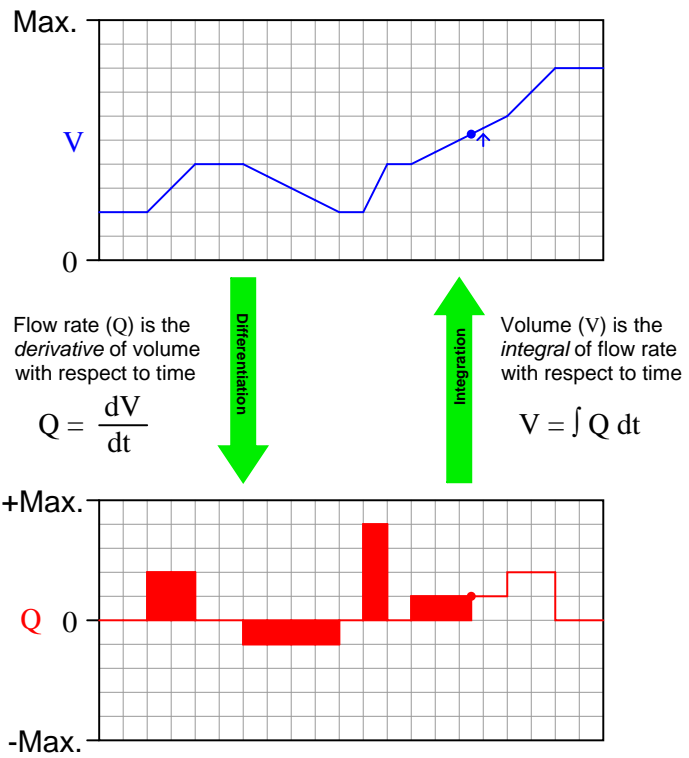 Max.
V
0
Differentiation
Integration
Flow rate (Q) is the
derivative of volume
with respect to time
Q = dV
dt
Volume (V) is the
integral of flow rate
with respect to time
V = ∫ Q dt
+Max.
Q 0
-Max.